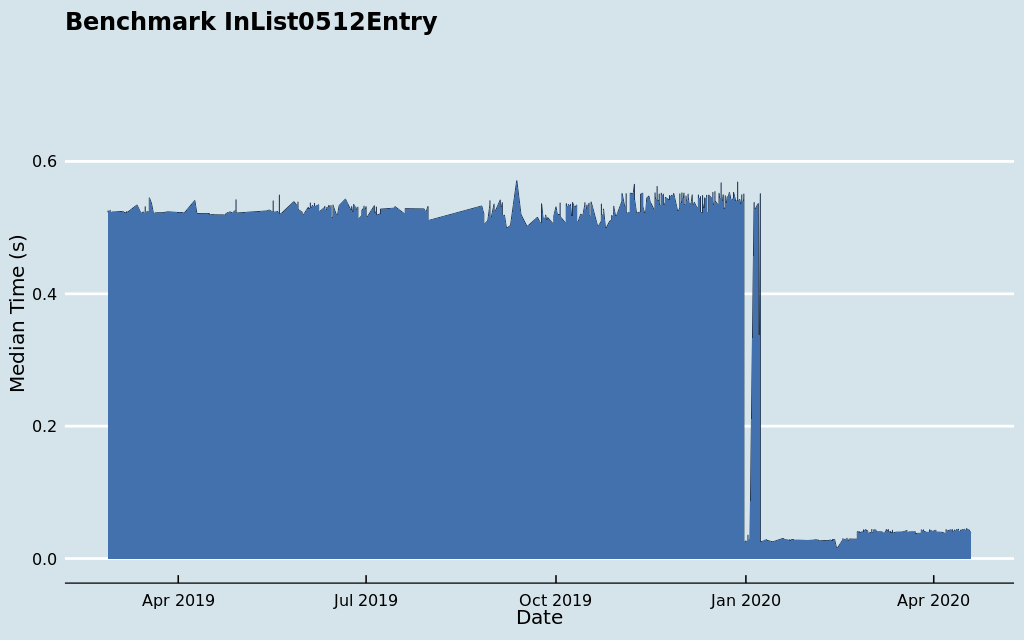 Benchmark InList0512Entry
Median Time (s)
0.6
0.4
0.2
0.0
Apr 2019
Jul 2019
Oct 2019
Jan 2020
Apr 2020
Date